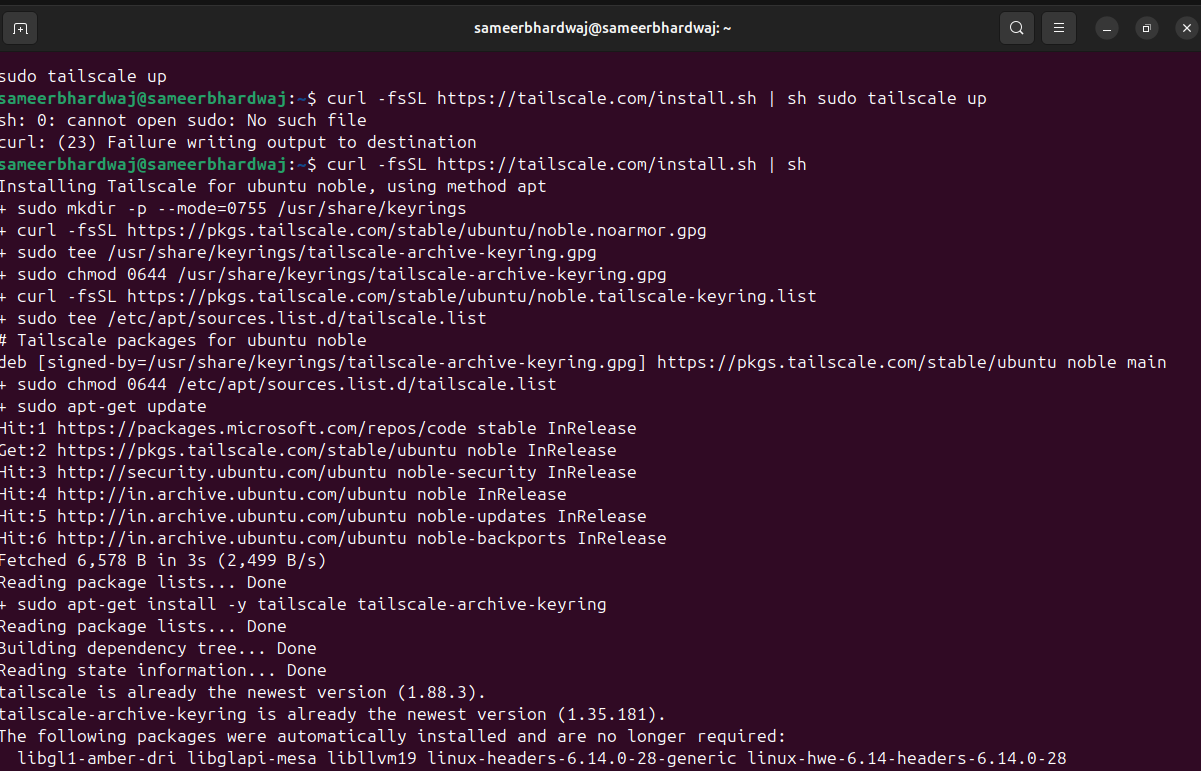 sameerbhardwaj@sameerbhardwaj: ~
sudo tailscale up
sameerbhardwaj@sameerbhardwaj:~$ curl -fsSL https://tailscale.com/install.sh | sh sudo tailscale up
sh: 0: cannot open sudo: No such file
curl: (23) Failure writing output to destination
sameerbhardwaj@sameerbhardwaj:~$ curl -fsSL https://tailscale.com/install.sh | sh
Installing Tailscale for ubuntu noble, using method apt
+ sudo mkdir -p --mode=0755 /usr/share/keyrings
+ curl -fsSL https://pkgs.tailscale.com/stable/ubuntu/noble.noarmor.gpg
+ sudo tee /usr/share/keyrings/tailscale-archive-keyring.gpg
+ sudo chmod 0644 /usr/share/keyrings/tailscale-archive-keyring.gpg
+ curl -fsSL https://pkgs.tailscale.com/stable/ubuntu/noble.tailscale-keyring.list
+ sudo tee /etc/apt/sources.list.d/tailscale.list
# Tailscale packages for ubuntu noble
deb [signed-by=/usr/share/keyrings/tailscale-archive-keyring.gpg] https://pkgs.tailscale.com/stable/ubuntu noble main
+ sudo chmod 0644 /etc/apt/sources.list.d/tailscale.list
+ sudo apt-get update
Hit:1 https://packages.microsoft.com/repos/code stable InRelease
Get:2 https://pkgs.tailscale.com/stable/ubuntu noble InRelease
Hit:3 http://security.ubuntu.com/ubuntu noble-security InRelease
Hit:4 http://in.archive.ubuntu.com/ubuntu noble InRelease
Hit:5 http://in.archive.ubuntu.com/ubuntu noble-updates InRelease
Hit:6 http://in.archive.ubuntu.com/ubuntu noble-backports InRelease
Fetched 6,578 B in 3s (2,499 B/s)
Reading package lists... Done
+ sudo apt-get install -y tailscale tailscale-archive-keyring
Reading package lists... Done
Building dependency tree... Done
Reading state information... Done
tailscale is already the newest version (1.88.3).
tailscale-archive-keyring is already the newest version (1.35.181).
The following packages were automatically installed and are no longer required:
  libgl1-amber-dri libglapi-mesa libllvm19 linux-headers-6.14.0-28-generic linux-hwe-6.14-headers-6.14.0-28